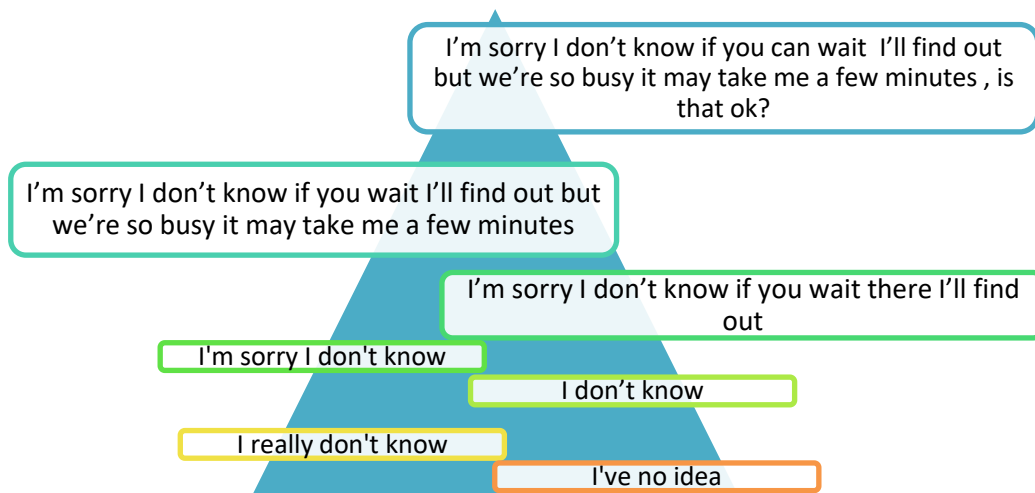 I’m sorry I don’t know if you can wait  I’ll find out
but we’re so busy it may take me a few minutes , is
that ok?
I’m sorry I don’t know if you wait I’ll find out but
we’re so busy it may take me a few minutes
I’m sorry I don’t know if you wait there I’ll find
out
I'm sorry I don't know
I don’t know
I really don't know
I've no idea